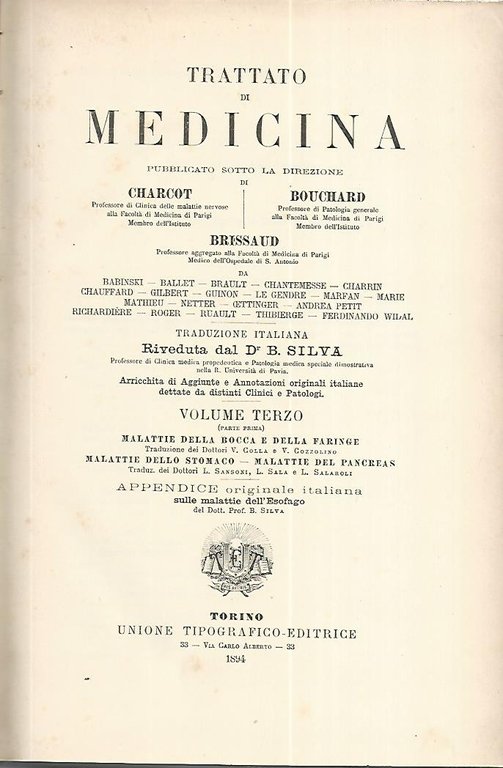 TRATTATO
DI
MEDICINA
PUBBLICATO SOTTO LA DIREZIONE
DI
CHARCOT
Professore di Clinica delle malattie nervose
alla Facoltà di Medicina di Parigi
Membro dell'Istituto
BOUCHARD
Professore di Patologia generale
alla Facoltà di Medicina di Parigi
Membro dell'Istituto
BRISSAUD
Professore aggregato alla Facoltà di Medicina di Parigi
Medico dell'Ospedale di S. Antonio
DA
BABINSKI — BALLET — BRAULT — CHANTEMESSE — CHARRIN
CHAUFFARD — GILBERT — GUINON — LE GENDRE — MARFAN — MARIE
MATHIEU — NETTER — ŒTTINGER — ANDREA PETIT
RICHARDIÈRE — ROGER — RUAULT — THIBIERGE — FERDINANDO WIDAL
TRADUZIONE ITALIANA
Riveduta dal Dr B. SILVA
Professore di Clinica medica propedeutica e Patologia medica speciale dimostrativa
nella R. Università di Pavia.
Arricchita di Aggiunte e Annotazioni originali italiane
dettate da distinti Clinici e Patologi.
VOLUME TERZO
(PARTE PRIMA)
MALATTIE DELLA BOCCA E DELLA FARINGE
Traduzione dei Dottori V. COLLA e V. COZZOLINO
MALATTIE DELLO STOMACO — MALATTIE DEL PANCREAS
Traduz. dei Dottori L. SANSONI, L. SALA e L. SALAROLI
APPENDICE originale italiana
sulle malattie dell'Esofago
del Dott. Prof. B. SILVA
TORINO
UNIONE TIPOGRAFICO-EDITRICE
33 — VIA CARLO ALBERTO — 33
1894